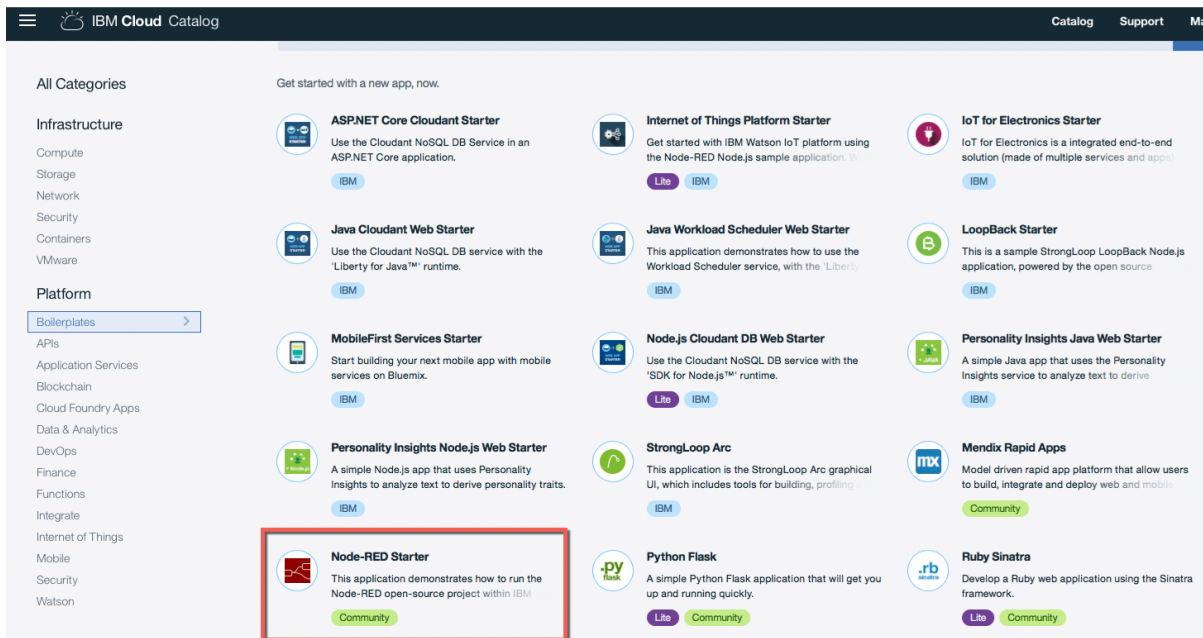 IBM Cloud Catalog
Catalog Support Ma
All Categories
Infrastructure
Compute
Storage
Network
Security
Containers
VMware
Platform
Boilerplates
APIs
Application Services
Blockchain
Cloud Foundry Apps
Data & Analytics
DevOps
Finance
Functions
Integrate
Internet of Things
Mobile
Security
Watson
Get started with a new app, now.
ASP.NET Core Cloudant Starter
Use the Cloudant NoSQL DB Service in an
ASP.NET Core application.
IBM
Internet of Things Platform Starter
Get started with IBM Watson IoT platform using
the Node-RED Node.js sample application. W
Lite IBM
IoT for Electronics Starter
IoT for Electronics is a integrated end-to-end
solution (made of multiple services and apps)
IBM
Java Cloudant Web Starter
Use the Cloudant NoSQL DB service with the
'Liberty for Java™' runtime.
IBM
Java Workload Scheduler Web Starter
This application demonstrates how to use the
Workload Scheduler service, with the 'Liberty
IBM
LoopBack Starter
This is a sample StrongLoop LoopBack Node.js
application, powered by the open source
IBM
MobileFirst Services Starter
Start building your next mobile app with mobile
services on Bluemix.
IBM
Node.js Cloudant DB Web Starter
Use the Cloudant NoSQL DB service with the
'SDK for Node.js™' runtime.
Lite IBM
+ JAVA
Personality Insights Java Web Starter
A simple Java app that uses the Personality
Insights service to analyze text to derive
IBM
Personality Insights Node.js Web Starter
A simple Node.js app that uses Personality
Insights to analyze text to derive personality traits.
IBM
StrongLoop Arc
This application is the StrongLoop Arc graphical
UI, which includes tools for building, profiling a
IBM
mx
Mendix Rapid Apps
Model driven rapid app platform that allow users
to build, integrate and deploy web and mobile
Community
Node-RED Starter
This application demonstrates how to run the
Node-RED open-source project within IBM
Community
.py
flask
Python Flask
A simple Python Flask application that will get you
up and running quickly.
Lite Community
.rb
sinatra
Ruby Sinatra
Develop a Ruby web application using the Sinatra
framework.
Lite Community